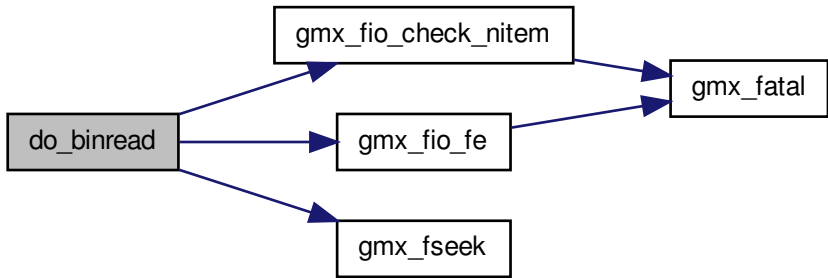 do_binread
gmx_fio_check_nitem
gmx_fio_fe
gmx_fseek
gmx_fatal